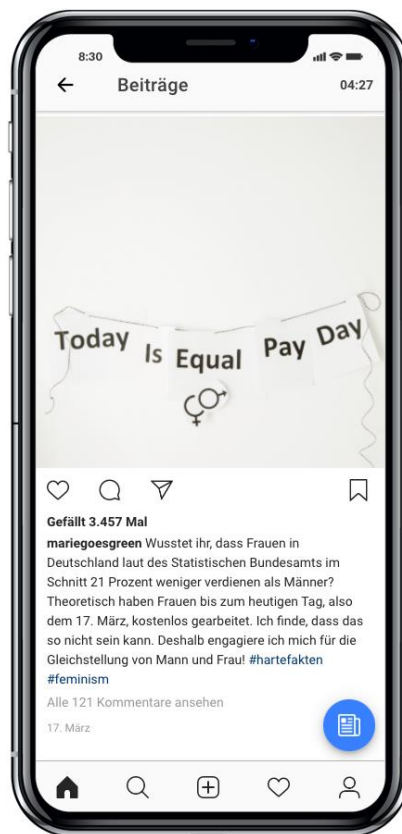 8:30
Beiträge
04:27
Today Is Equal Pay Day
Gefällt 3.457 Mal
mariegoesgreen Wusstet ihr, dass Frauen in
Deutschland laut des Statistischen Bundesamts im
Schnitt 21 Prozent weniger verdienen als Männer?
Theoretisch haben Frauen bis zum heutigen Tag, also
dem 17. März, kostenlos gearbeitet. Ich finde, dass das
so nicht sein kann. Deshalb engagiere ich mich für die
Gleichstellung von Mann und Frau! #hartefakten
#feminism
Alle 121 Kommentare ansehen
17. März